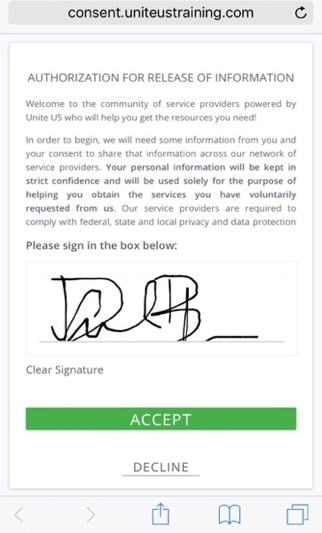 consent.uniteustraining.com
AUTHORIZATION FOR RELEASE OF INFORMATION
Welcome to the community of service providers powered by
Unite US who will help you get the resources you need!
In order to begin, we will need some information from you and
your consent to share that information across our network of
service providers. Your personal information will be kept in
strict confidence and will be used solely for the purpose of
helping you obtain the services you have voluntarily
requested from us. Our service providers are required to
comply with federal, state and local privacy and data protection
Please sign in the box below:
Clear Signature
ACCEPT
DECLINE